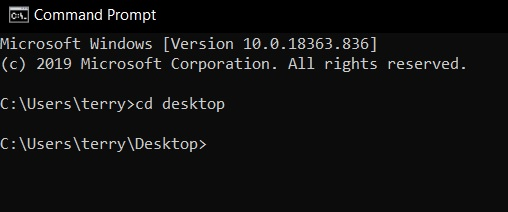 Command Prompt
Microsoft Windows [Version 10.0.18363.836]
(c) 2019 Microsoft Corporation. All rights reserved.
C:\Users\terry>cd desktop
C:\Users\terry\Desktop>